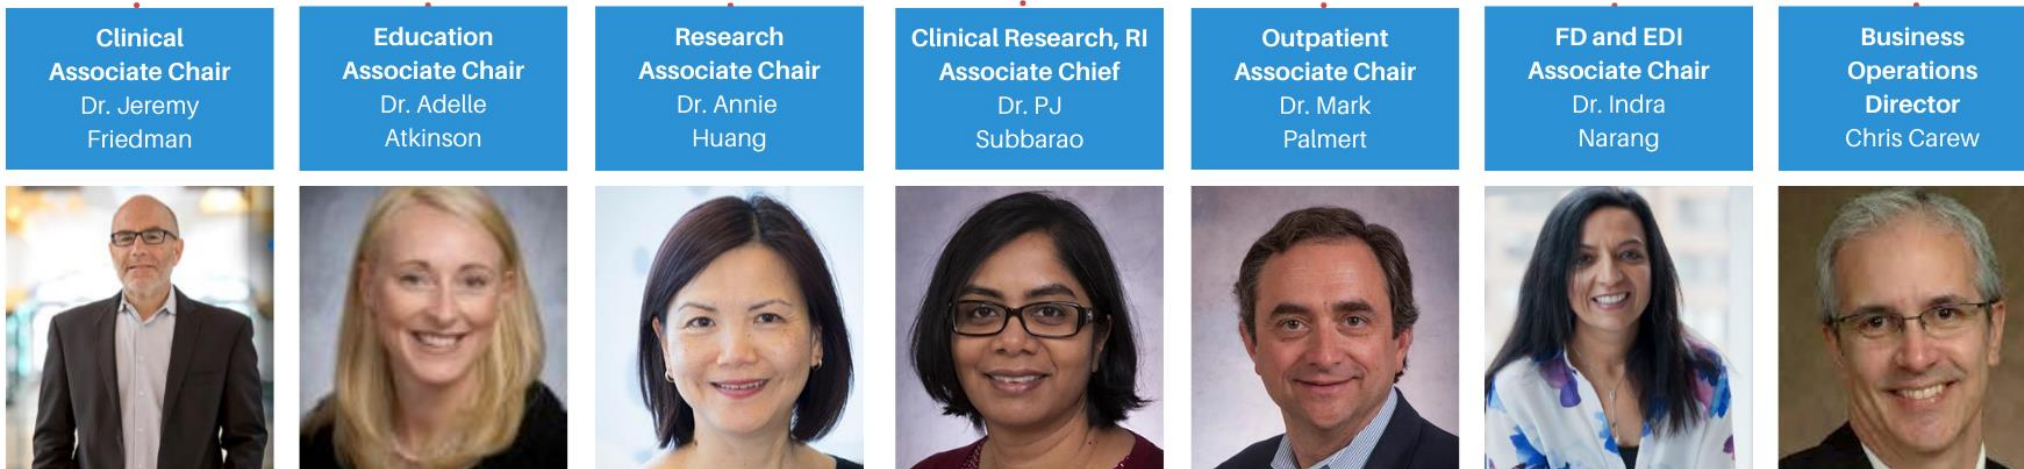 Clinical
Associate Chair
Dr. Jeremy
Friedman
Education
Associate Chair
Dr. Adelle
Atkinson
Research
Associate Chair
Dr. Annie
Huang
Clinical Research, RI
Associate Chief
Dr. PJ
Subbarao
Outpatient
Associate Chair
Dr. Mark
Palmert
FD and EDI
Associate Chair
Dr. Indra
Narang
Business
Operations
Director
Chris Carew